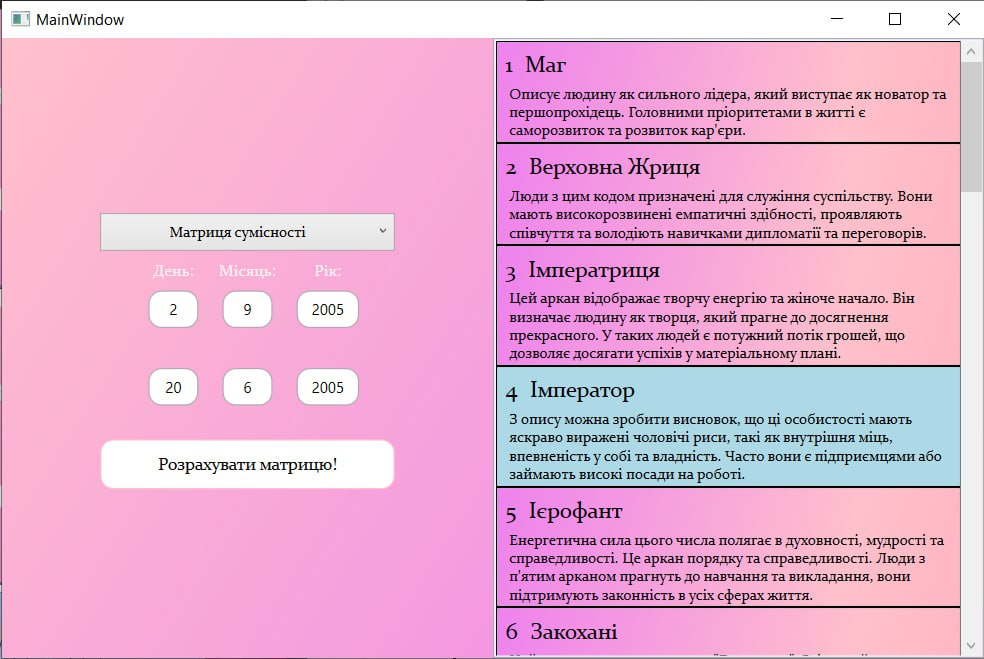 MainWindow
Матриця сумісності
День: Місяць: Рік:
2 9 2005
20 6 2005
Розрахувати матрицю!
1 Маг
Описує людину як сильного лідера, який виступає як новатор та
першопрохідець. Головними пріоритетами в житті є
саморозвиток та розвиток кар'єри.
2 Верховна Жриця
Люди з цим кодом призначені для служіння суспільству. Вони
мають високорозвинені емпатичні здібності, проявляють
співчуття та володіють навичками дипломатії та переговорів.
3 Імператриця
Цей аркан відображає творчу енергію та жіноче начало. Він
визначає людину як творця, який прагне до досягнення
прекрасного. У таких людей є потужний потік грошей, що
дозволяє досягати успіхів у матеріальному плані.
4 Імператор
З опису можна зробити висновок, що ці особистості мають
яскраво виражені чоловічі риси, такі як внутрішня міць,
впевненість у собі та владність. Часто вони є підприємцями або
займають високі посади на роботі.
5 Ієрофант
Енергетична сила цього числа полягає в духовності, мудрості та
справедливості. Це аркан порядку та справедливості. Люди з
п'ятим арканом прагнуть до навчання та викладання, вони
підтримують законність в усіх сферах життя.
6 Закохані